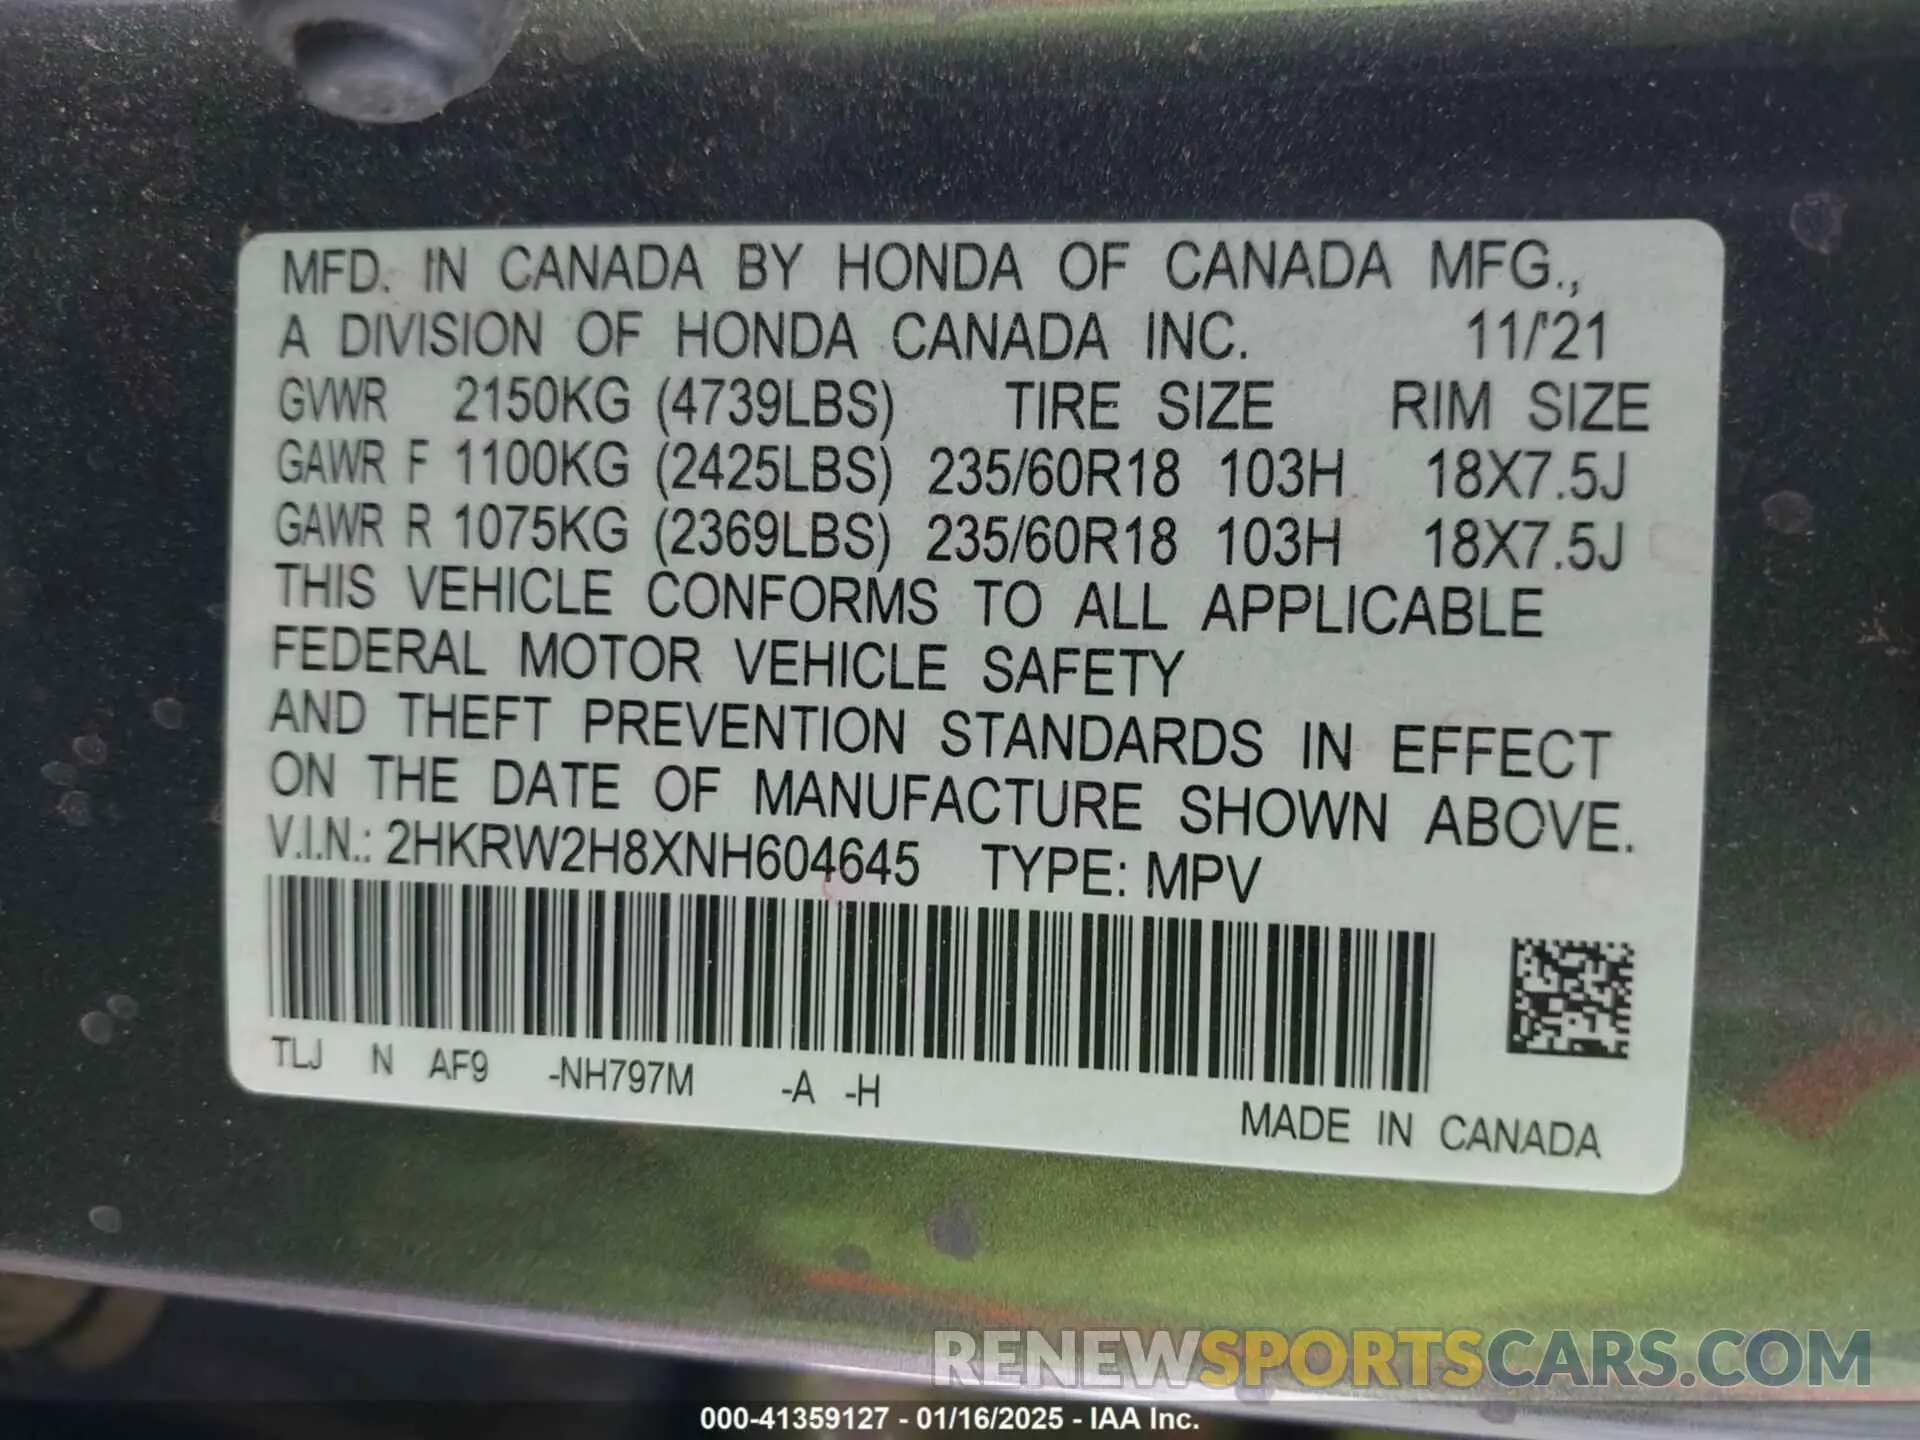 MFD. IN CANADA BY HONDA OF CANADA MFG.,
A DIVISION OF HONDA CANADA INC. 11/'21
GVWR 2150KG (4739LBS) TIRE SIZE RIM SIZE
GAWR F 1100KG (2425LBS) 235/60R18 103H 18X7.5J
GAWR R 1075KG (2369LBS) 235/60R18 103H 18X7.5J
THIS VEHICLE CONFORMS TO ALL APPLICABLE
FEDERAL MOTOR VEHICLE SAFETY
AND THEFT PREVENTION STANDARDS IN EFFECT
ON THE DATE OF MANUFACTURE SHOWN ABOVE.
V.I.N.: 2HKRW2H8XNH604645 TYPE: MPV
TLJ N AF9 -NH797M -A -H
MADE IN CANADA
RENEWSPORTSCARS.COM
000-41359127 - 01/16/2025 - IAA Inc.